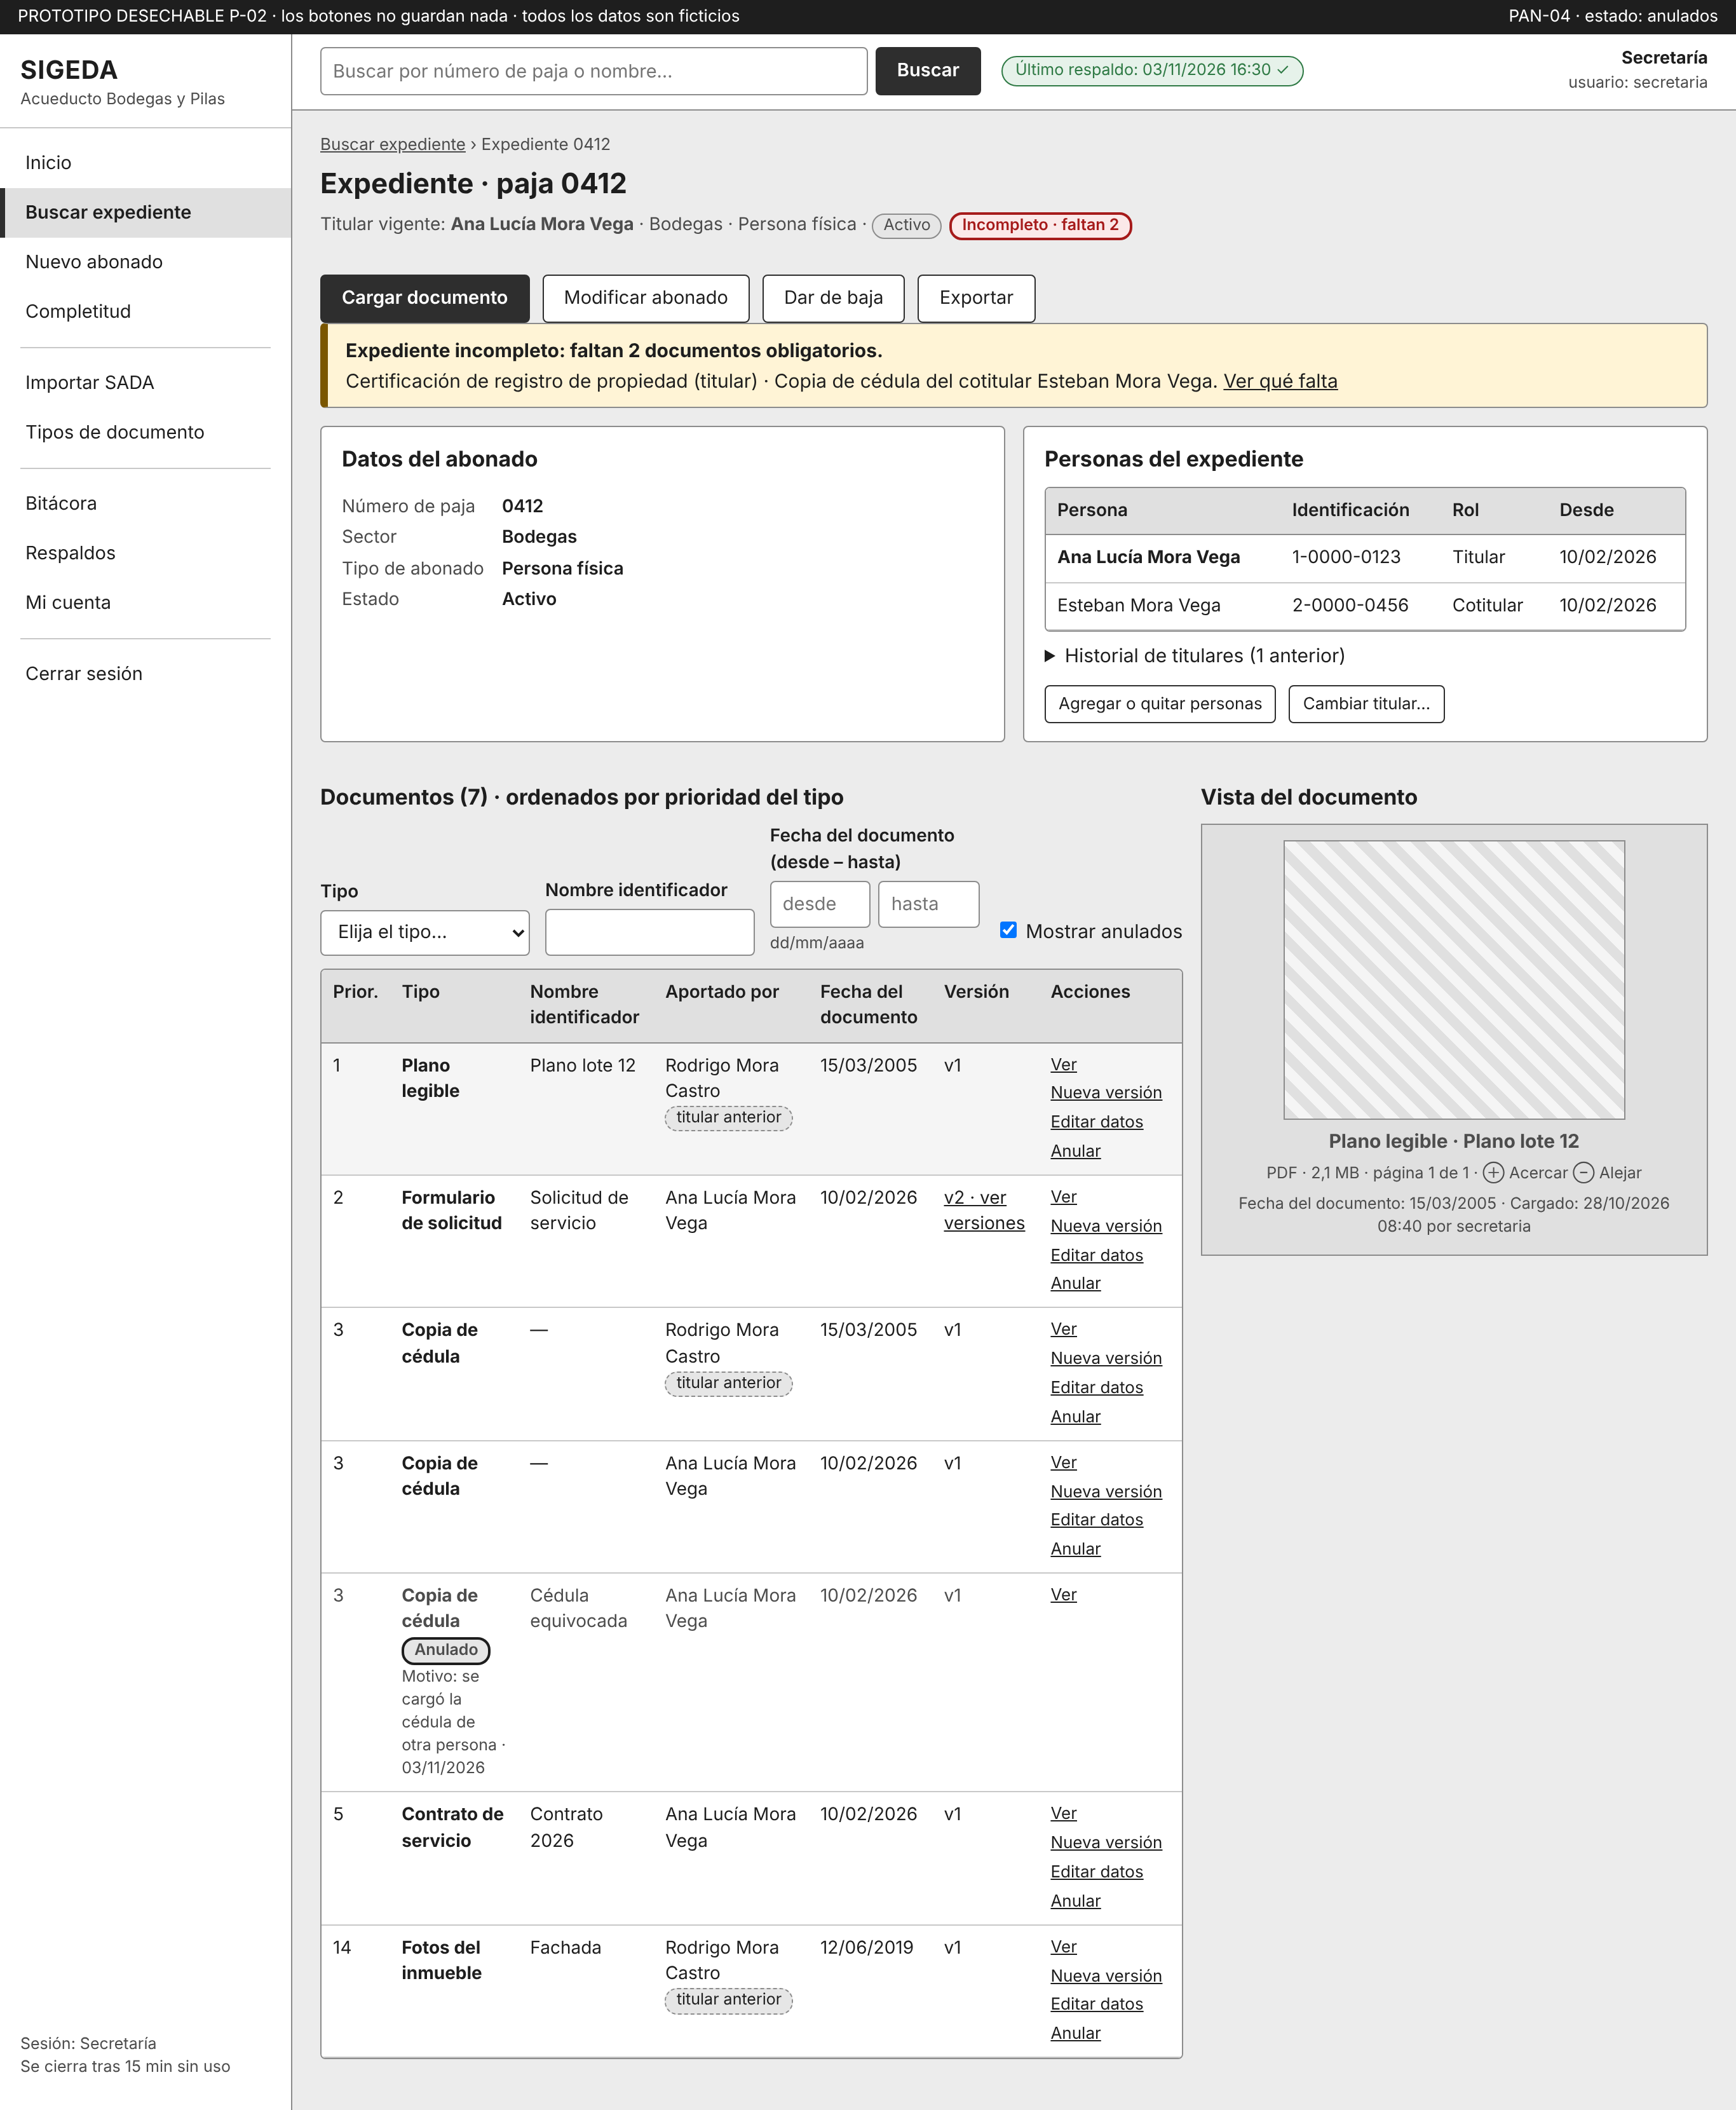 PROTOTIPO DESECHABLE P-02 · los botones no guardan nada · todos los datos son ficticios
PAN-04 · estado: anulados
SIGEDA
Acueducto Bodegas y Pilas
Inicio
Buscar expediente
Nuevo abonado
Completitud
Importar SADA
Tipos de documento
Bitácora
Respaldos
Mi cuenta
Cerrar sesión
Sesión: Secretaría
Se cierra tras 15 min sin uso
Buscar por número de paja o nombre…
Buscar
Último respaldo: 03/11/2026 16:30 ✓
Secretaría
usuario: secretaria
Buscar expediente › Expediente 0412
Expediente · paja 0412
Titular vigente: Ana Lucía Mora Vega · Bodegas · Persona física · Activo Incompleto · faltan 2
Cargar documento
Modificar abonado
Dar de baja
Exportar
Expediente incompleto: faltan 2 documentos obligatorios.
Certificación de registro de propiedad (titular) · Copia de cédula del cotitular Esteban Mora Vega. Ver qué falta
Datos del abonado
Número de paja 0412
Sector Bodegas
Tipo de abonado Persona física
Estado Activo
Personas del expediente
Persona Identificación Rol Desde
Ana Lucía Mora Vega 1-0000-0123 Titular 10/02/2026
Esteban Mora Vega 2-0000-0456 Cotitular 10/02/2026
▶ Historial de titulares (1 anterior)
Agregar o quitar personas
Cambiar titular…
Documentos (7) · ordenados por prioridad del tipo
Tipo
Elija el tipo…
Nombre identificador
Fecha del documento
(desde – hasta)
desde
hasta
dd/mm/aaaa
Mostrar anulados
Prior. Tipo Nombre Aportado por Fecha del Versión Acciones
identificador documento
1 Plano Plano lote 12 Rodrigo Mora 15/03/2005 v1 Ver
legible Castro Nueva versión
titular anterior Editar datos
Anular
2 Formulario Solicitud de Ana Lucía Mora 10/02/2026 v2 · ver Ver
de solicitud servicio Vega versiones Nueva versión
Editar datos
Anular
3 Copia de — Rodrigo Mora 15/03/2005 v1 Ver
cédula Castro Nueva versión
titular anterior Editar datos
Anular
3 Copia de — Ana Lucía Mora 10/02/2026 v1 Ver
cédula Vega Nueva versión
Editar datos
Anular
3 Copia de Cédula Ana Lucía Mora 10/02/2026 v1 Ver
cédula equivocada Vega
Anulado
Motivo: se
cargó la
cédula de
otra persona ·
03/11/2026
5 Contrato de Contrato Ana Lucía Mora 10/02/2026 v1 Ver
servicio 2026 Vega Nueva versión
Editar datos
Anular
14 Fotos del Fachada Rodrigo Mora 12/06/2019 v1 Ver
inmueble Castro Nueva versión
titular anterior Editar datos
Anular
Vista del documento
Plano legible · Plano lote 12
PDF · 2,1 MB · página 1 de 1 · + Acercar − Alejar
Fecha del documento: 15/03/2005 · Cargado: 28/10/2026
08:40 por secretaria